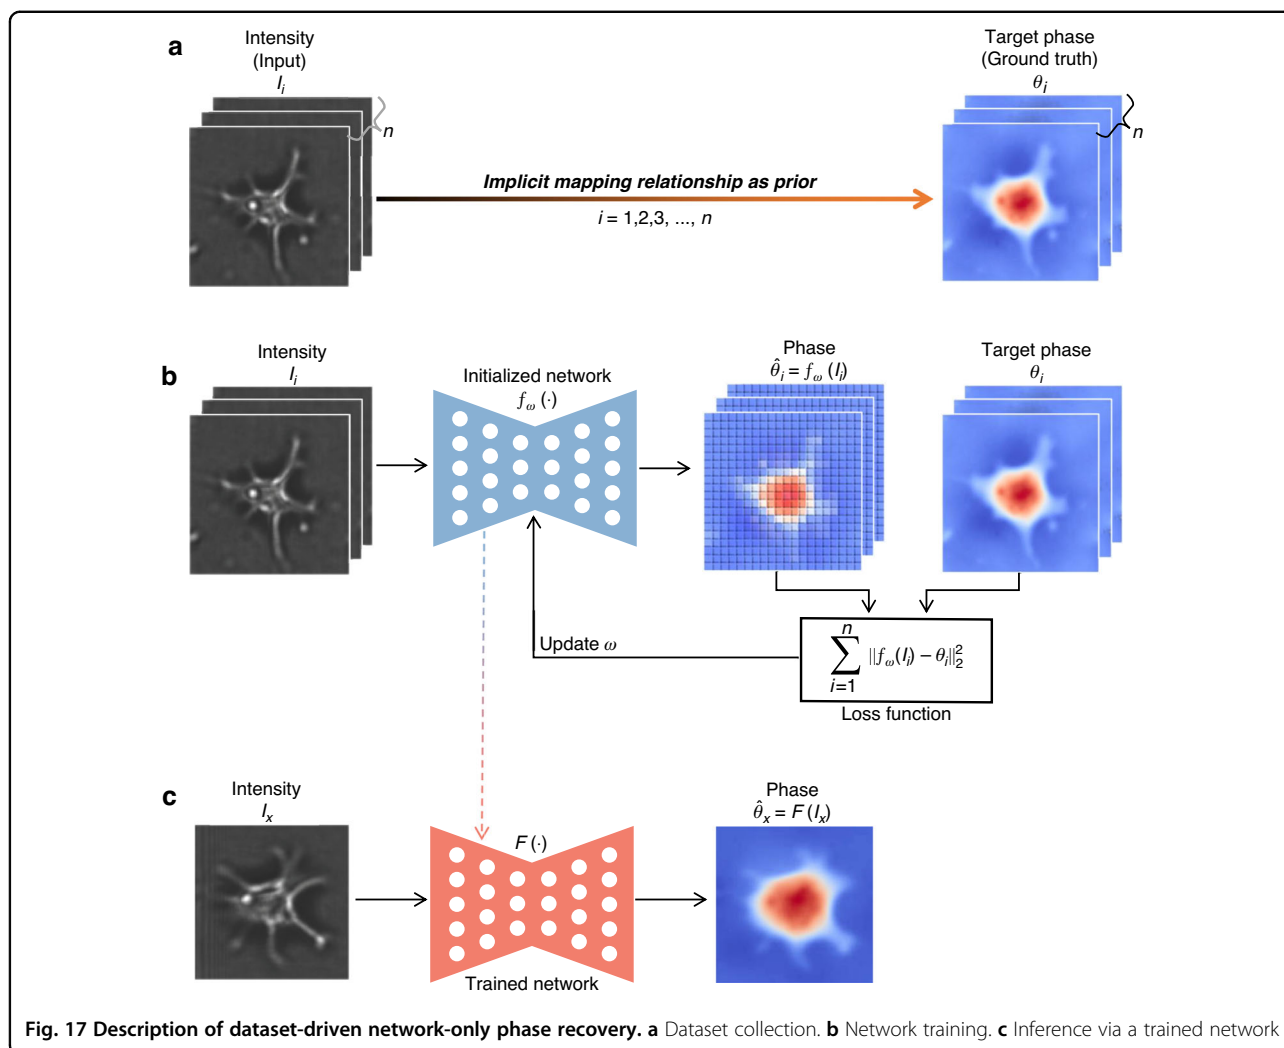 a
Intensity
(Input)
I_i
n
Target phase
(Ground truth)
θ_i
n
Implicit mapping relationship as prior
i = 1,2,3, ..., n
b
Intensity
I_i
Initialized network
f_ω (·)
Phase
θ̂_i = f_ω (I_i)
Target phase
θ_i
Update ω
n
∑ ||f_ω(I_i) – θ_i||₂²
i=1
Loss function
c
Intensity
I_x
F (·)
Trained network
Phase
θ̂_x = F (I_x)
Fig. 17 Description of dataset-driven network-only phase recovery. a Dataset collection. b Network training. c Inference via a trained network